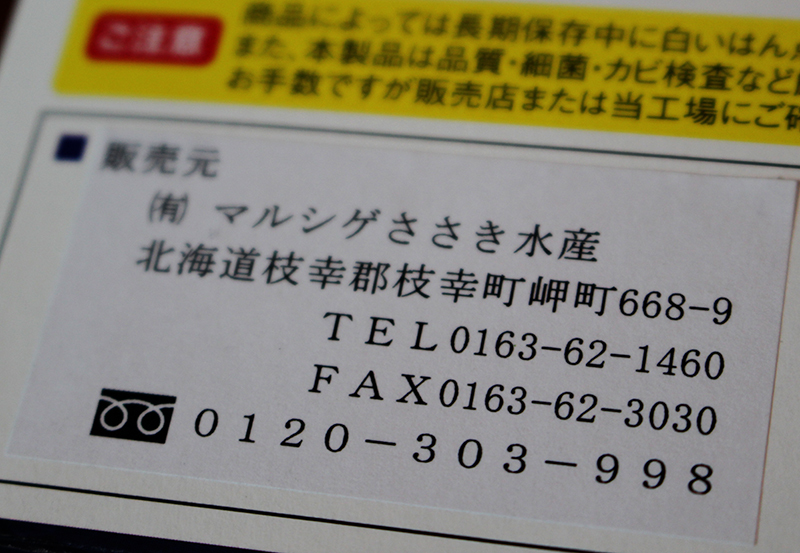 ご注意
商品によっては長期保存中に白いはん
また、本製品は品質・細菌・カビ検査など
お手数ですが販売店または当工場にご確
■販売元
㈲ マルシゲささき水産
北海道枝幸郡枝幸町岬町668-9
TEL0163-62-1460
FAX0163-62-3030
0120-303-998